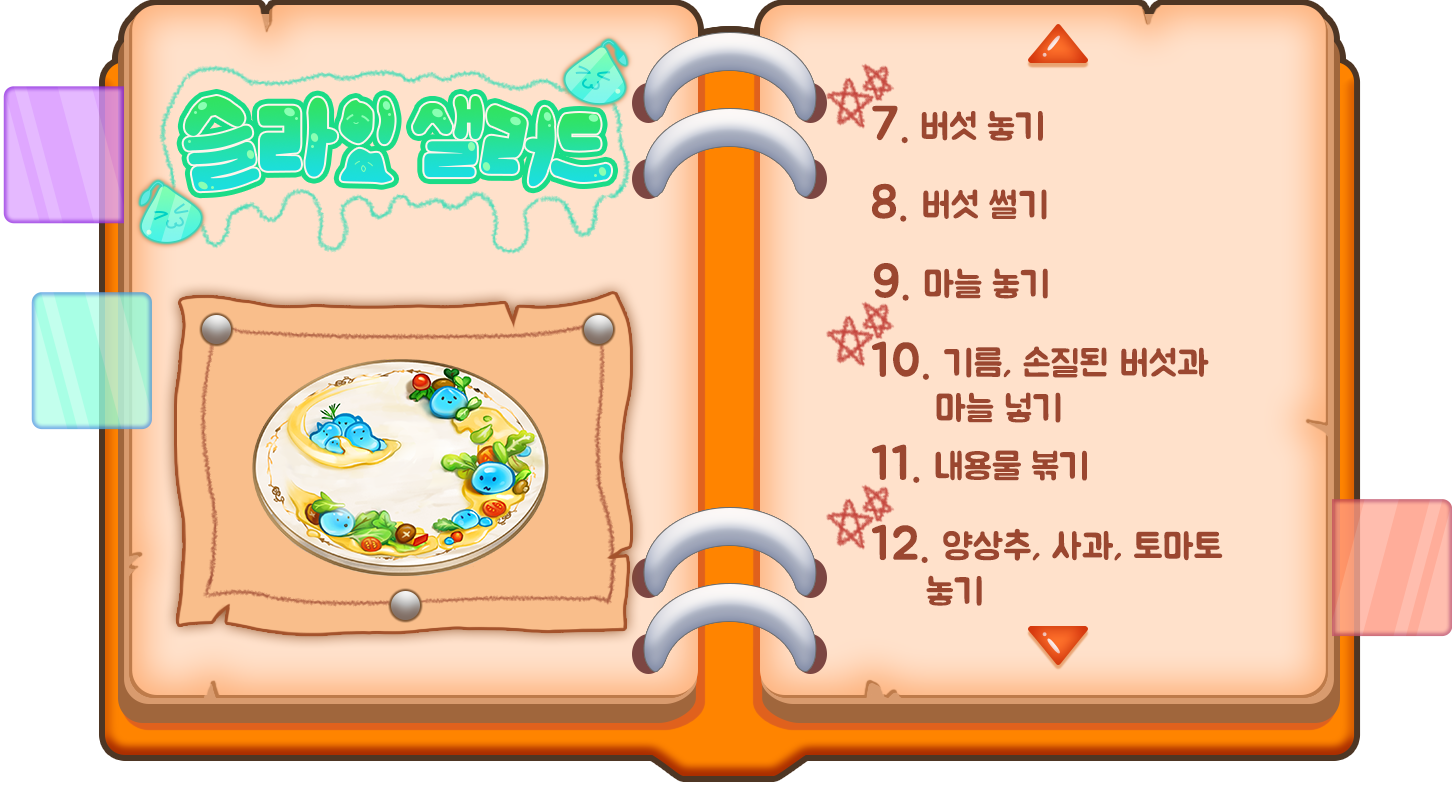 슬라임 샐러드
7. 버섯 놓기
8. 버섯 썰기
9. 마늘 놓기
10. 기름, 손질된 버섯과
마늘 넣기
11. 내용물 볶기
12. 양상추, 사과, 토마토
놓기